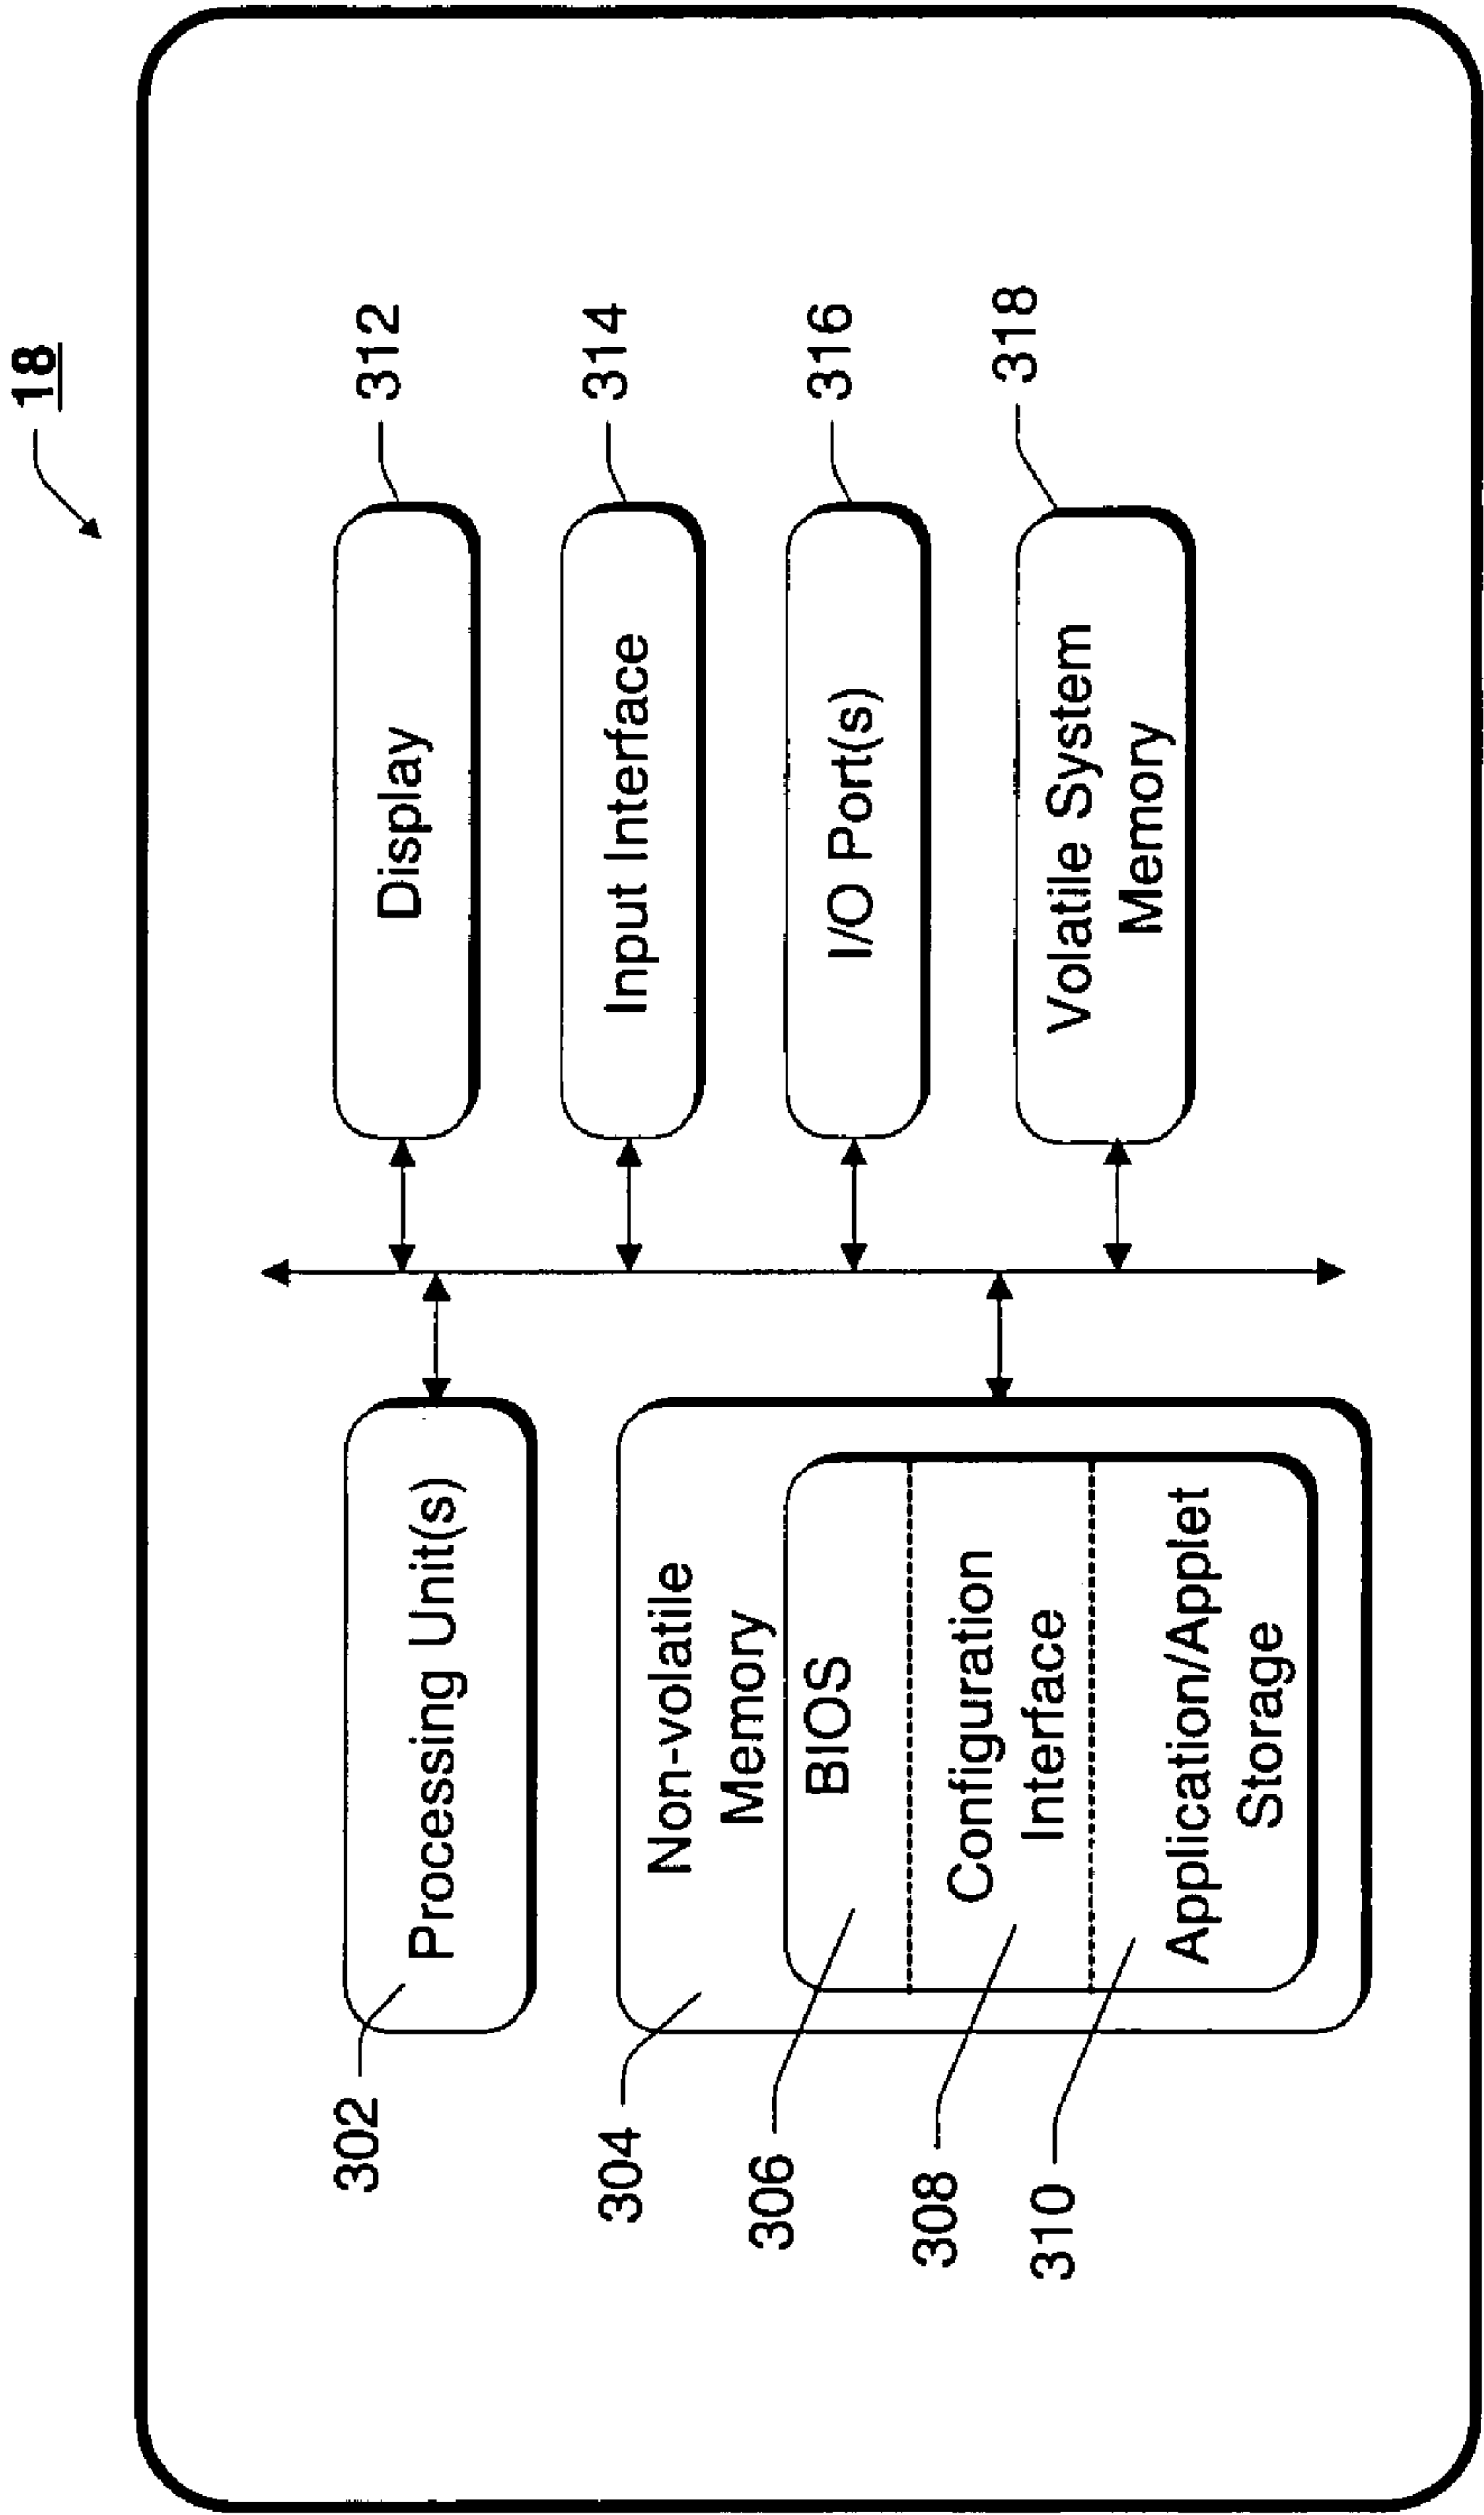 18
302
Processing Unit(s)
304
Non-volatile
Memory
306
BIOS
308
Configuration
Interface
310
Application/Applet
Storage
Display
312
Input Interface
314
I/O Port(s)
316
Volatile System
Memory
318